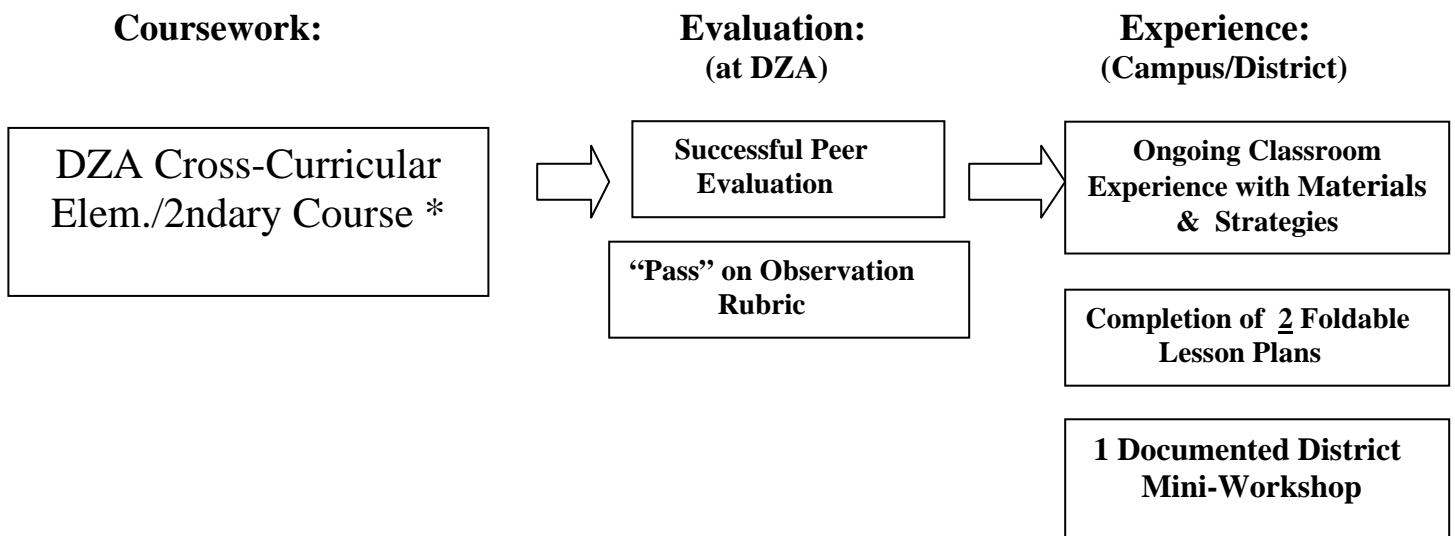 Coursework:
DZA Cross-Curricular
Elem./2ndary Course *
Evaluation:
(at DZA)
Successful Peer
Evaluation
“Pass” on Observation
Rubric
Experience:
(Campus/District)
Ongoing Classroom
Experience with Materials
& Strategies
Completion of 2 Foldable
Lesson Plans
1 Documented District
Mini-Workshop